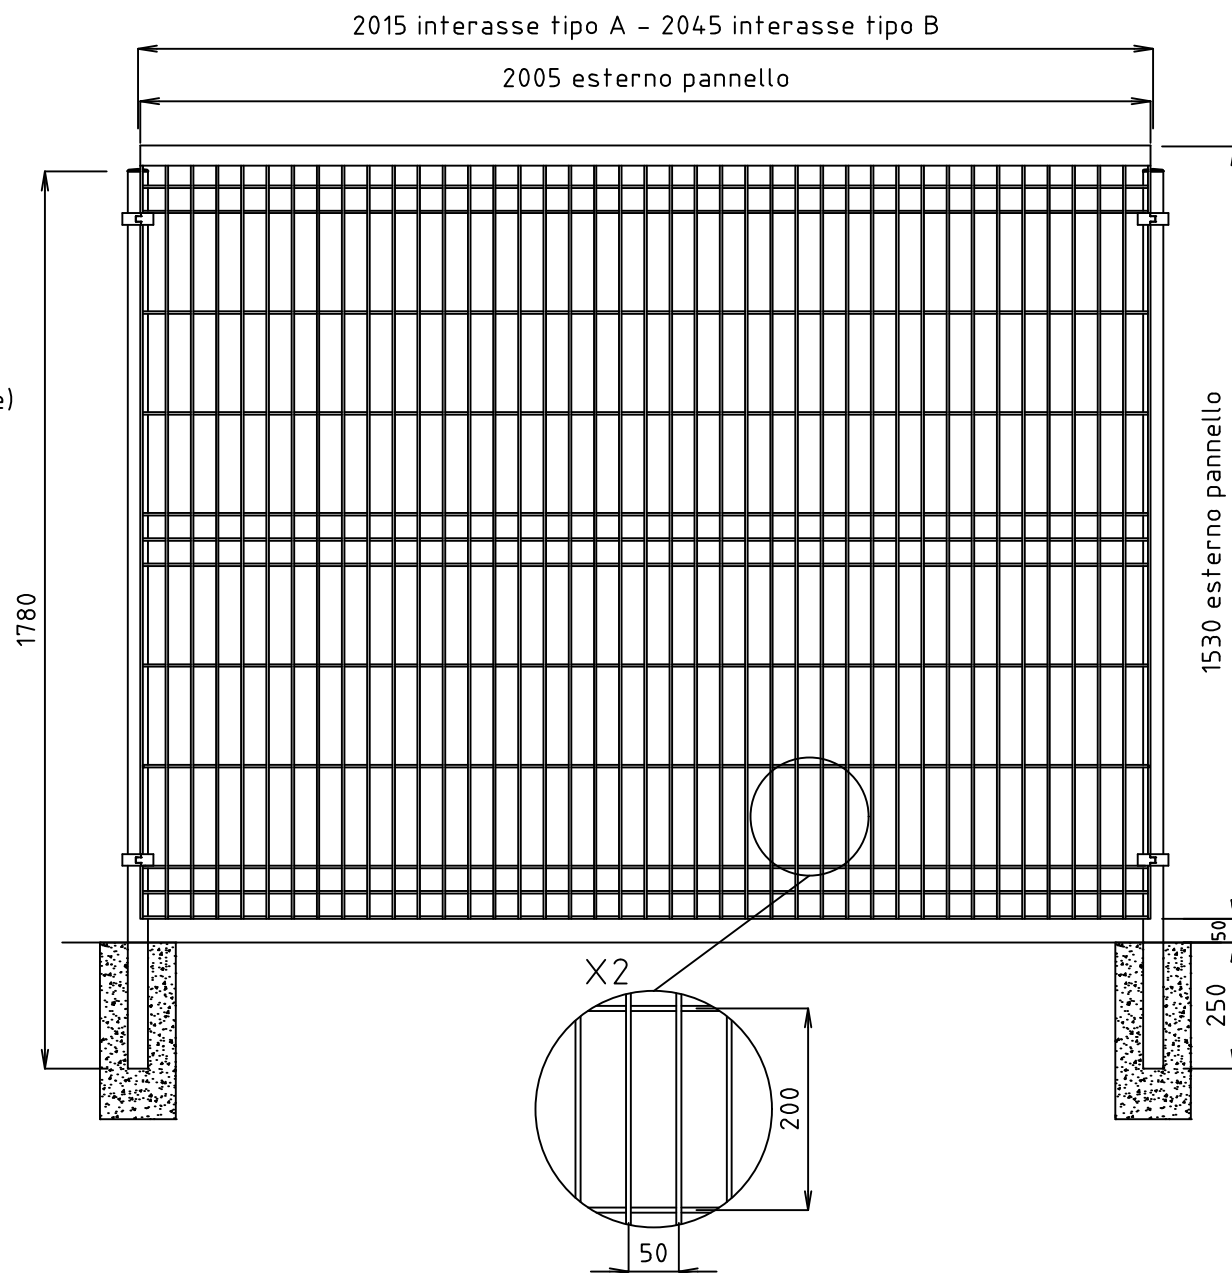 2015 interasse tipo A - 2045 interasse tipo B
2005 esterno pannello
e)
1780
1530 esterno pannello
50
250
X2
200
50